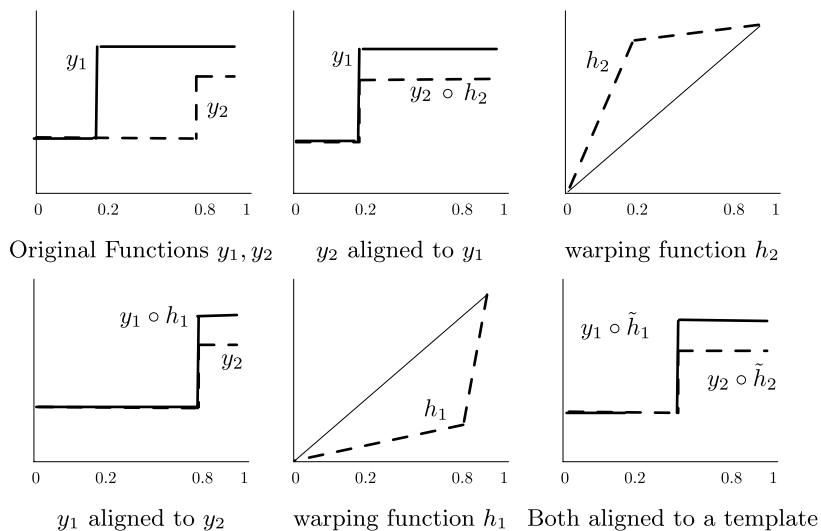 y₁
y₂
0 0.2 0.8 1
Original Functions y₁, y₂
y₁
y₂ ∘ h₂
0 0.2 0.8 1
y₂ aligned to y₁
h₂
0 0.2 0.8 1
warping function h₂
y₁ ∘ h₁
y₂
0 0.2 0.8 1
y₁ aligned to y₂
h₁
0 0.2 0.8 1
warping function h₁
y₁ ∘ h̃₁
y₂ ∘ h̃₂
0 0.2 0.8 1
Both aligned to a template